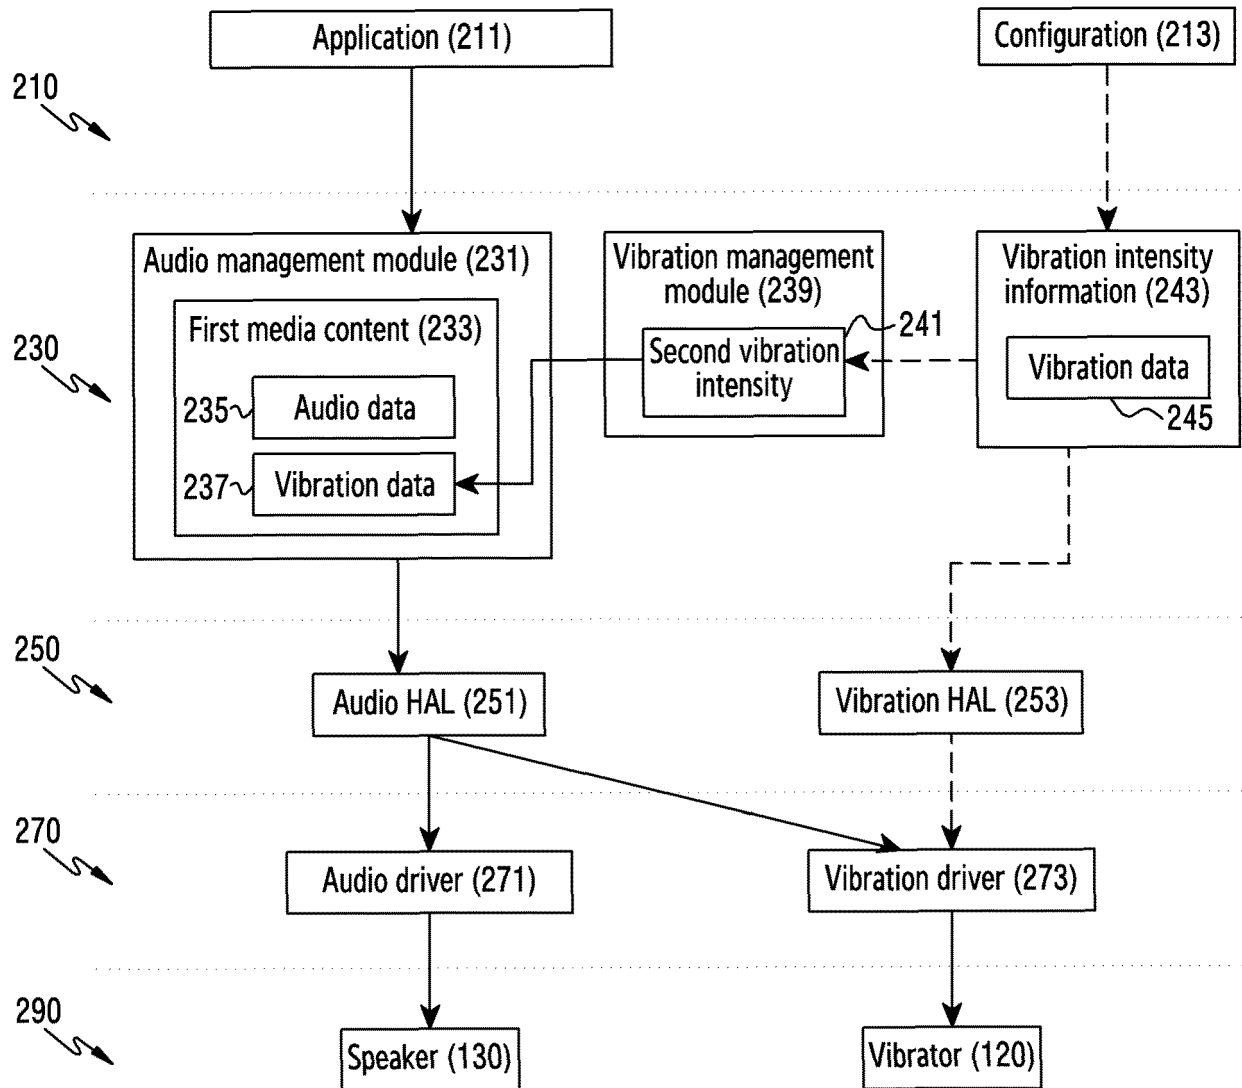 Application (211)
Configuration (213)
210
Audio management module (231)
Vibration management
module (239)
Vibration intensity
information (243)
First media content (233)
241
230
Second vibration
intensity
Vibration data
235
Audio data
245
237
Vibration data
250
Audio HAL (251)
Vibration HAL (253)
270
Audio driver (271)
Vibration driver (273)
290
Speaker (130)
Vibrator (120)